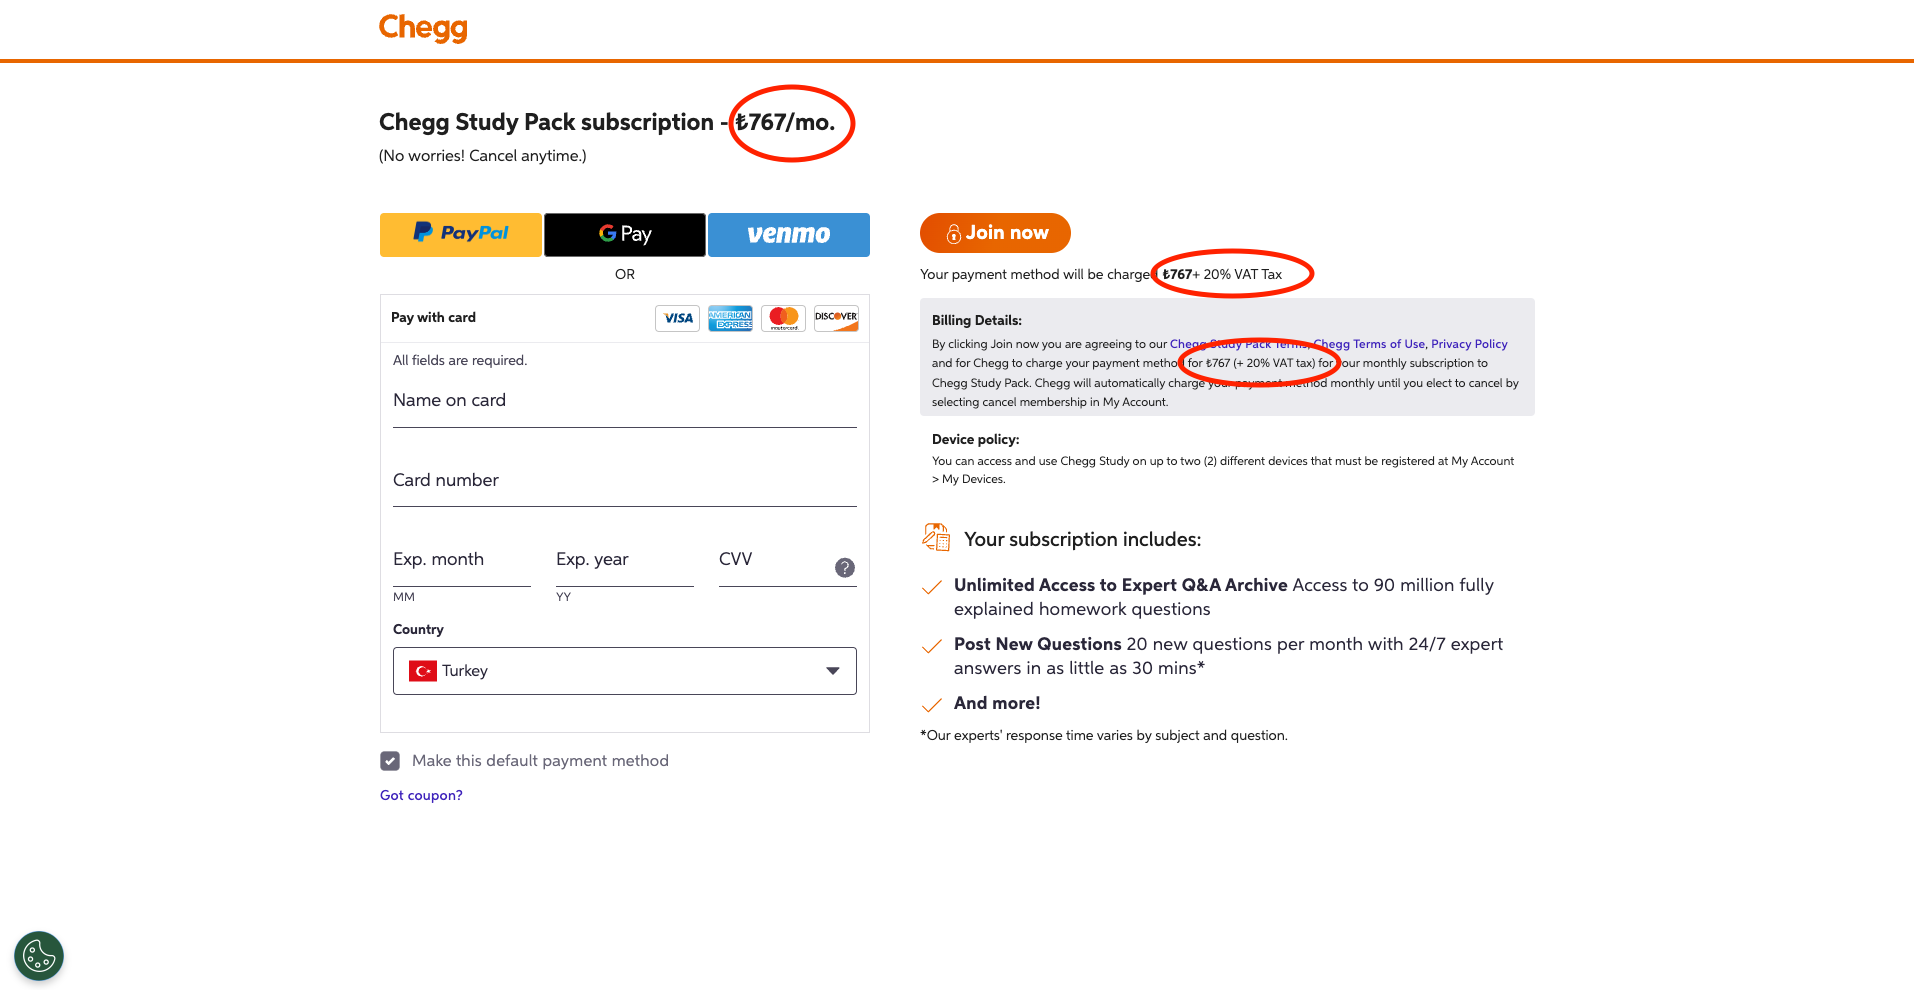 Chegg
Chegg Study Pack subscription - ₺767/mo.
(No worries! Cancel anytime.)
PayPal
G Pay
venmo
OR
Pay with card
VISA
AMERICAN EXPRESS
mastercard
DISCOVER
All fields are required.
Name on card
Card number
Exp. month
Exp. year
CVV
?
MM
YY
Country
Turkey
Make this default payment method
Got coupon?
Join now
Your payment method will be charged ₺767+ 20% VAT Tax
Billing Details:
By clicking Join now you are agreeing to our Chegg Study Pack Terms, Chegg Terms of Use, Privacy Policy
and for Chegg to charge your payment method for ₺767 (+ 20% VAT tax) for your monthly subscription to
Chegg Study Pack. Chegg will automatically charge your payment method monthly until you elect to cancel by
selecting cancel membership in My Account.
Device policy:
You can access and use Chegg Study on up to two (2) different devices that must be registered at My Account
> My Devices.
Your subscription includes:
Unlimited Access to Expert Q&A Archive Access to 90 million fully
explained homework questions
Post New Questions 20 new questions per month with 24/7 expert
answers in as little as 30 mins*
And more!
*Our experts' response time varies by subject and question.